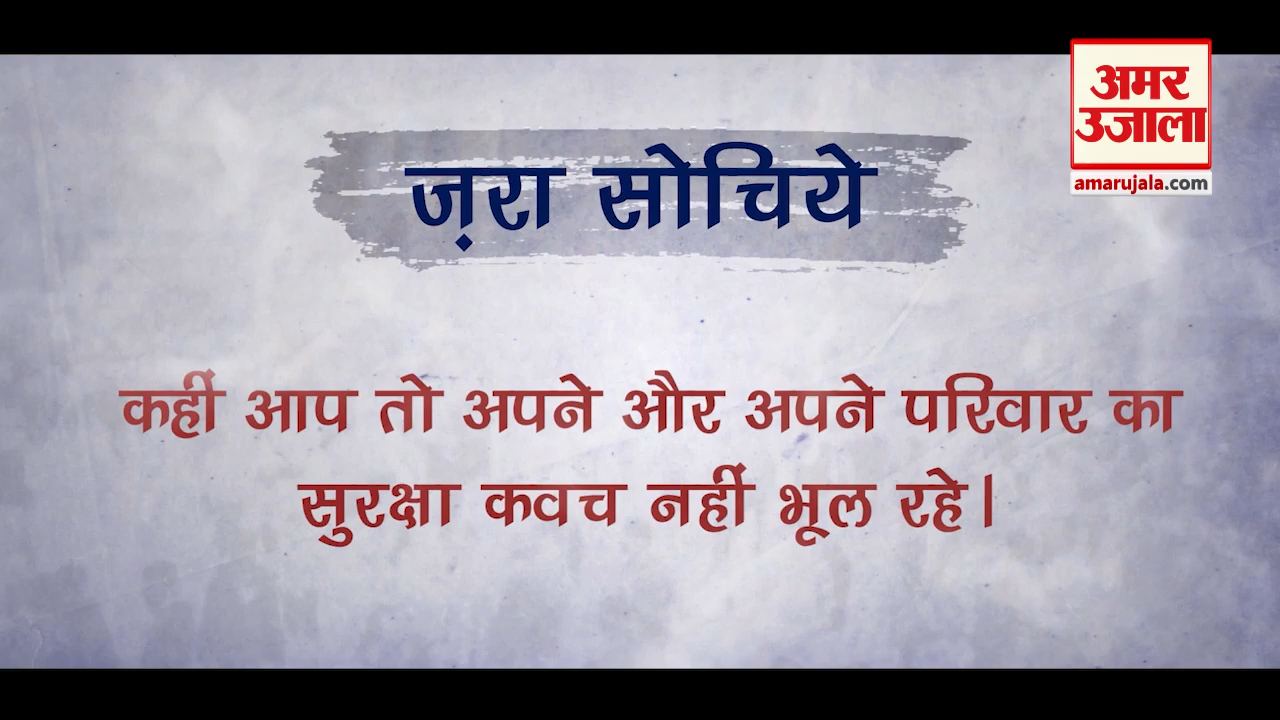 अमर
उजाला
amarujala.com
ज़रा सोचिये
कहीं आप तो अपने और अपने परिवार का
सुरक्षा कवच नहीं भूल रहे।